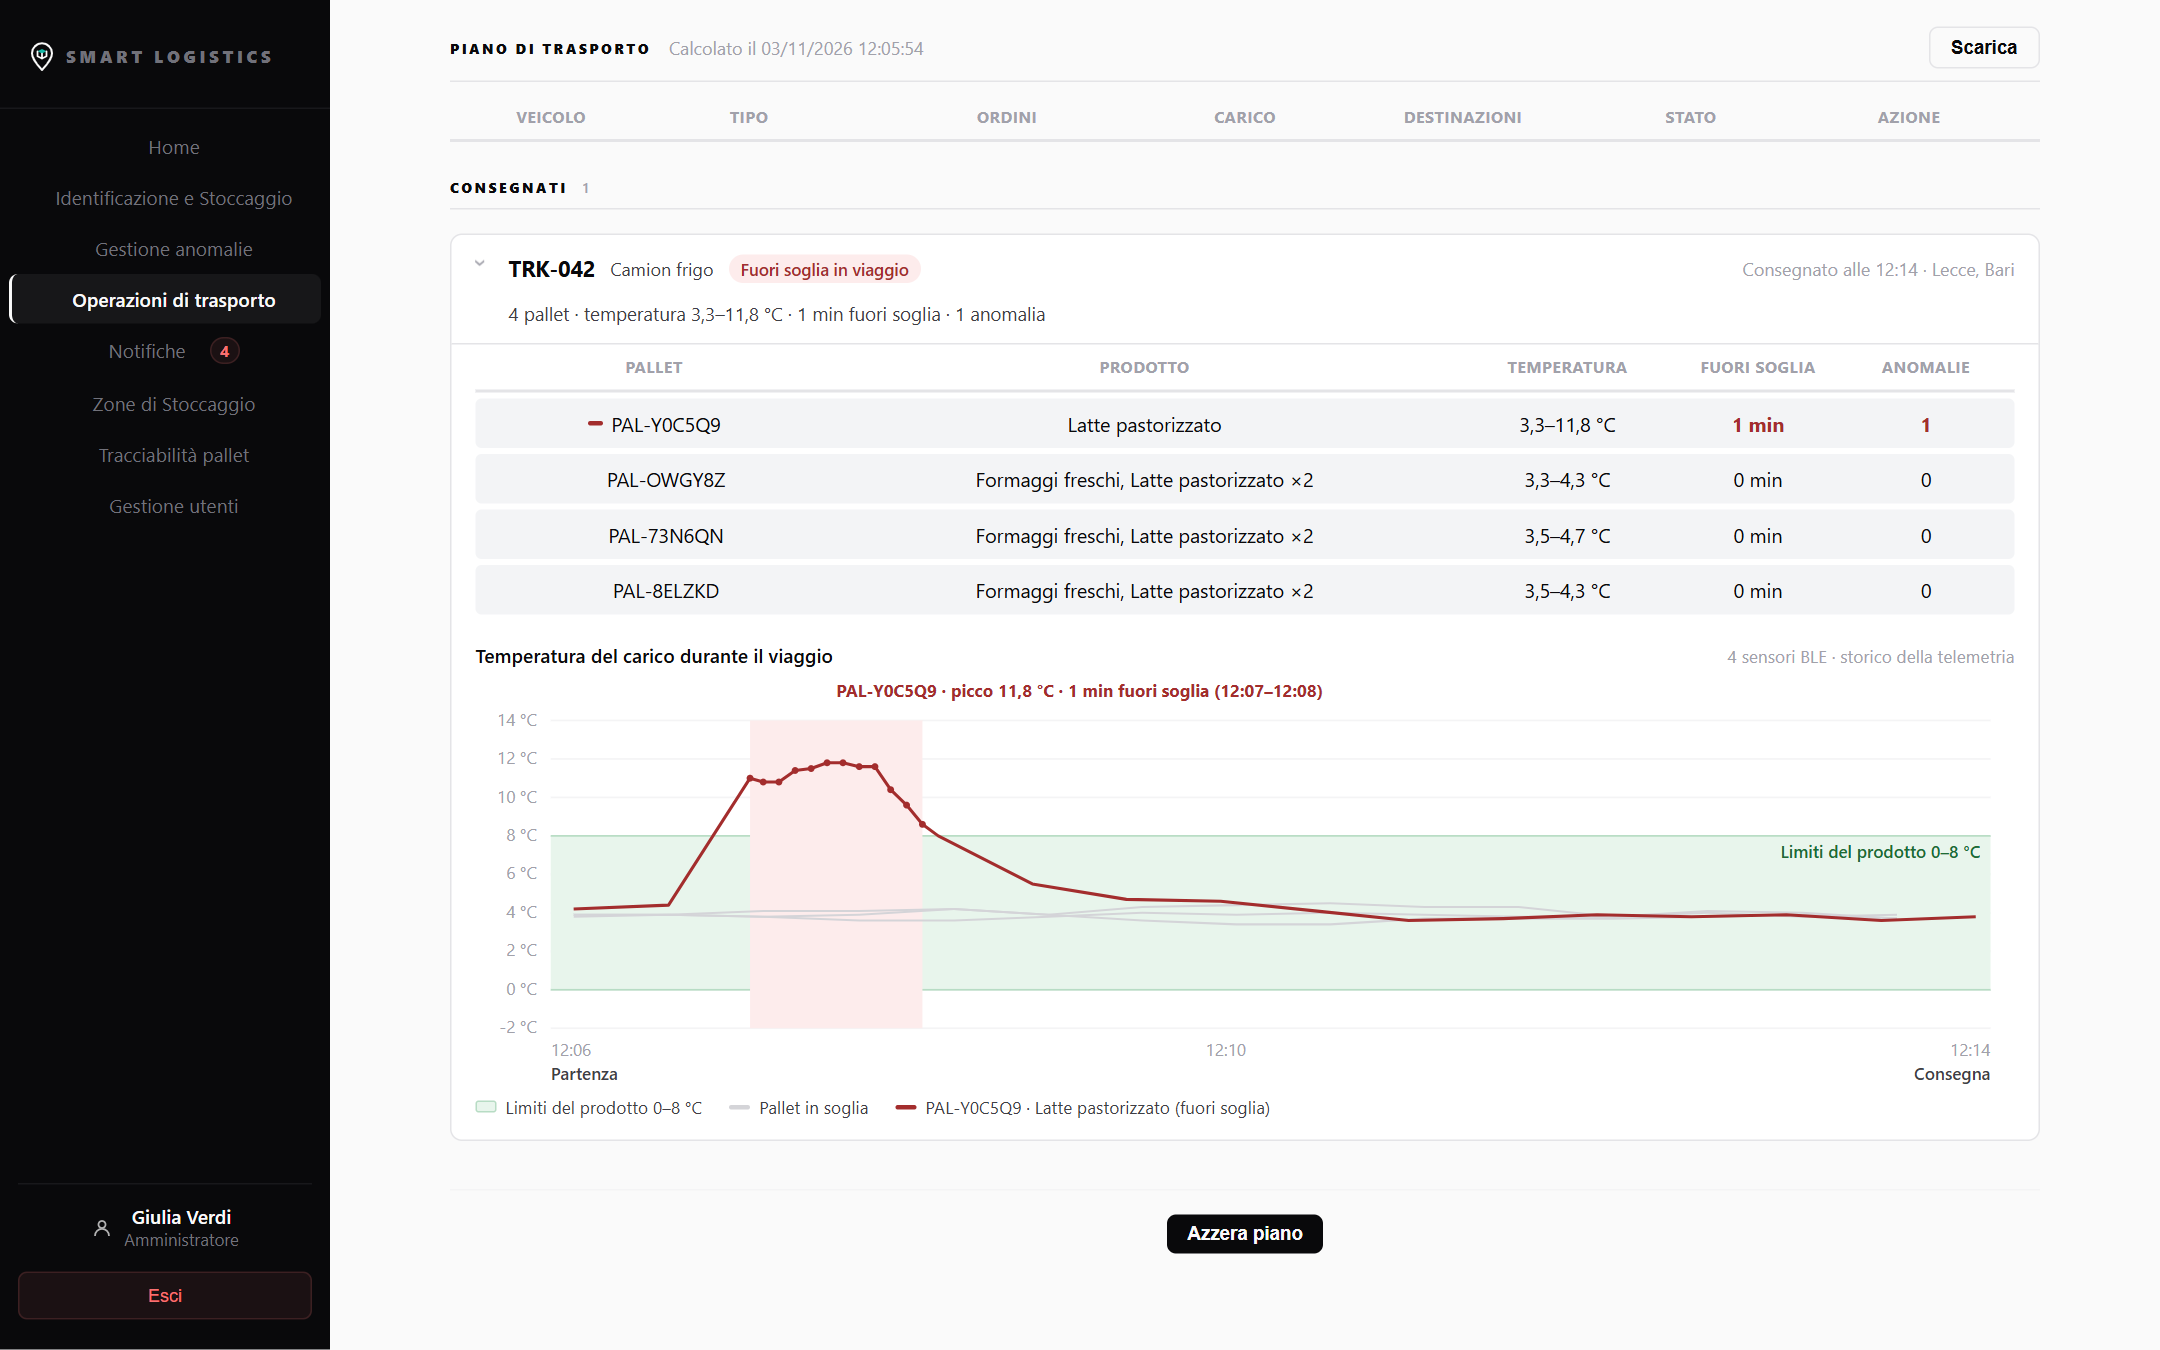 SMART LOGISTICS
Home
Identificazione e Stoccaggio
Gestione anomalie
Operazioni di trasporto
Notifiche 4
Zone di Stoccaggio
Tracciabilità pallet
Gestione utenti
Giulia Verdi
Amministratore
Esci
PIANO DI TRASPORTO Calcolato il 03/11/2026 12:05:54
Scarica
VEICOLO TIPO ORDINI CARICO DESTINAZIONI STATO AZIONE
CONSEGNATI 1
TRK-042 Camion frigo Fuori soglia in viaggio Consegnato alle 12:14 · Lecce, Bari
4 pallet · temperatura 3,3–11,8 °C · 1 min fuori soglia · 1 anomalia
PALLET PRODOTTO TEMPERATURA FUORI SOGLIA ANOMALIE
PAL-Y0C5Q9 Latte pastorizzato 3,3–11,8 °C 1 min 1
PAL-OWGY8Z Formaggi freschi, Latte pastorizzato ×2 3,3–4,3 °C 0 min 0
PAL-73N6QN Formaggi freschi, Latte pastorizzato ×2 3,5–4,7 °C 0 min 0
PAL-8ELZKD Formaggi freschi, Latte pastorizzato ×2 3,5–4,3 °C 0 min 0
Temperatura del carico durante il viaggio 4 sensori BLE · storico della telemetria
PAL-Y0C5Q9 · picco 11,8 °C · 1 min fuori soglia (12:07–12:08)
14 °C
12 °C
10 °C
8 °C
Limiti del prodotto 0–8 °C
6 °C
4 °C
2 °C
0 °C
-2 °C
12:06 12:10 12:14
Partenza Consegna
Limiti del prodotto 0–8 °C Pallet in soglia PAL-Y0C5Q9 · Latte pastorizzato (fuori soglia)
Azzera piano